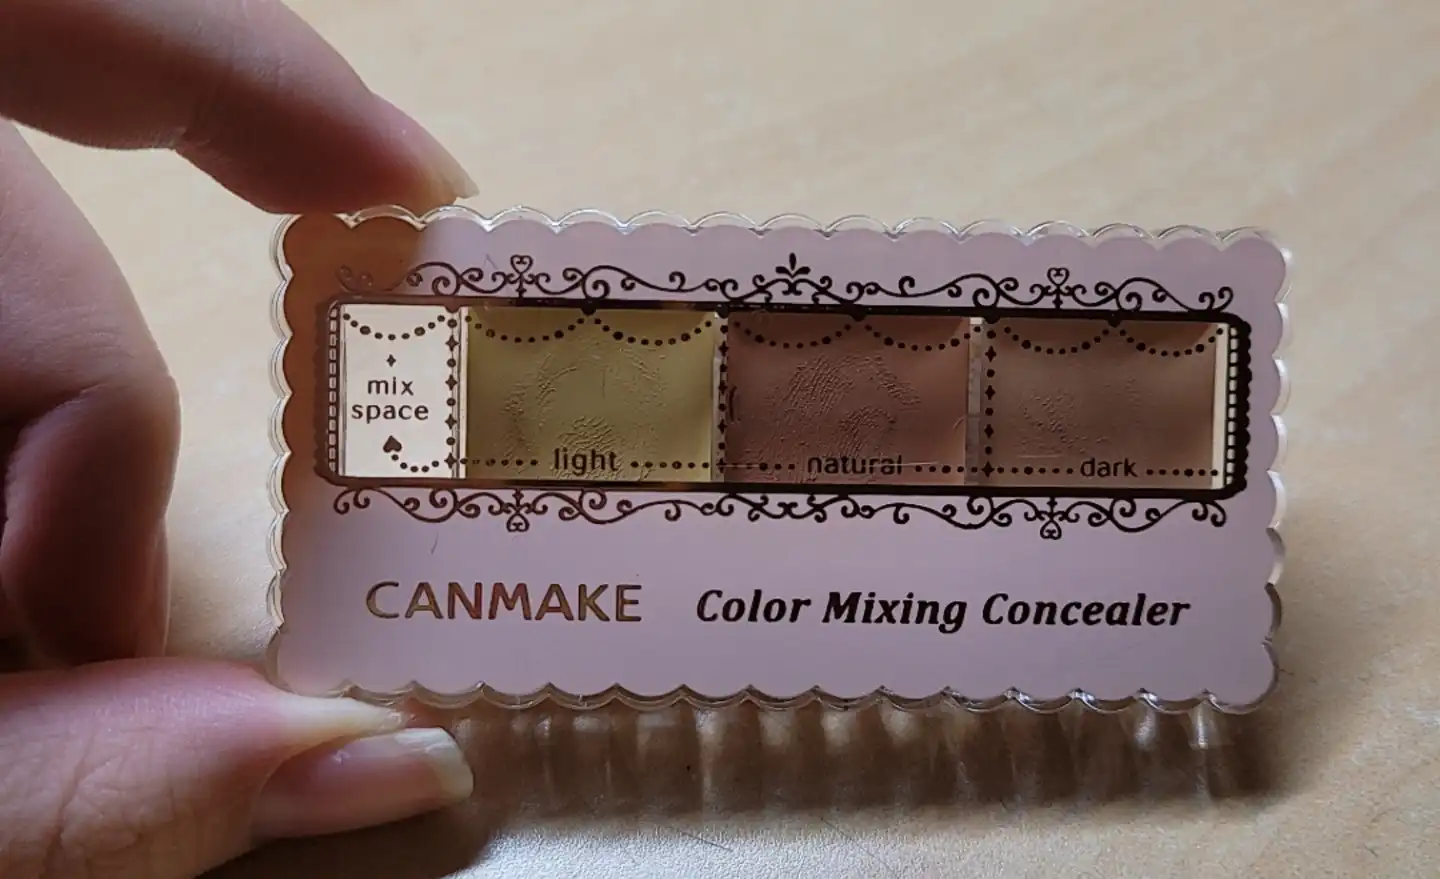 mix
space
light
natural
dark
CANMAKE Color Mixing Concealer